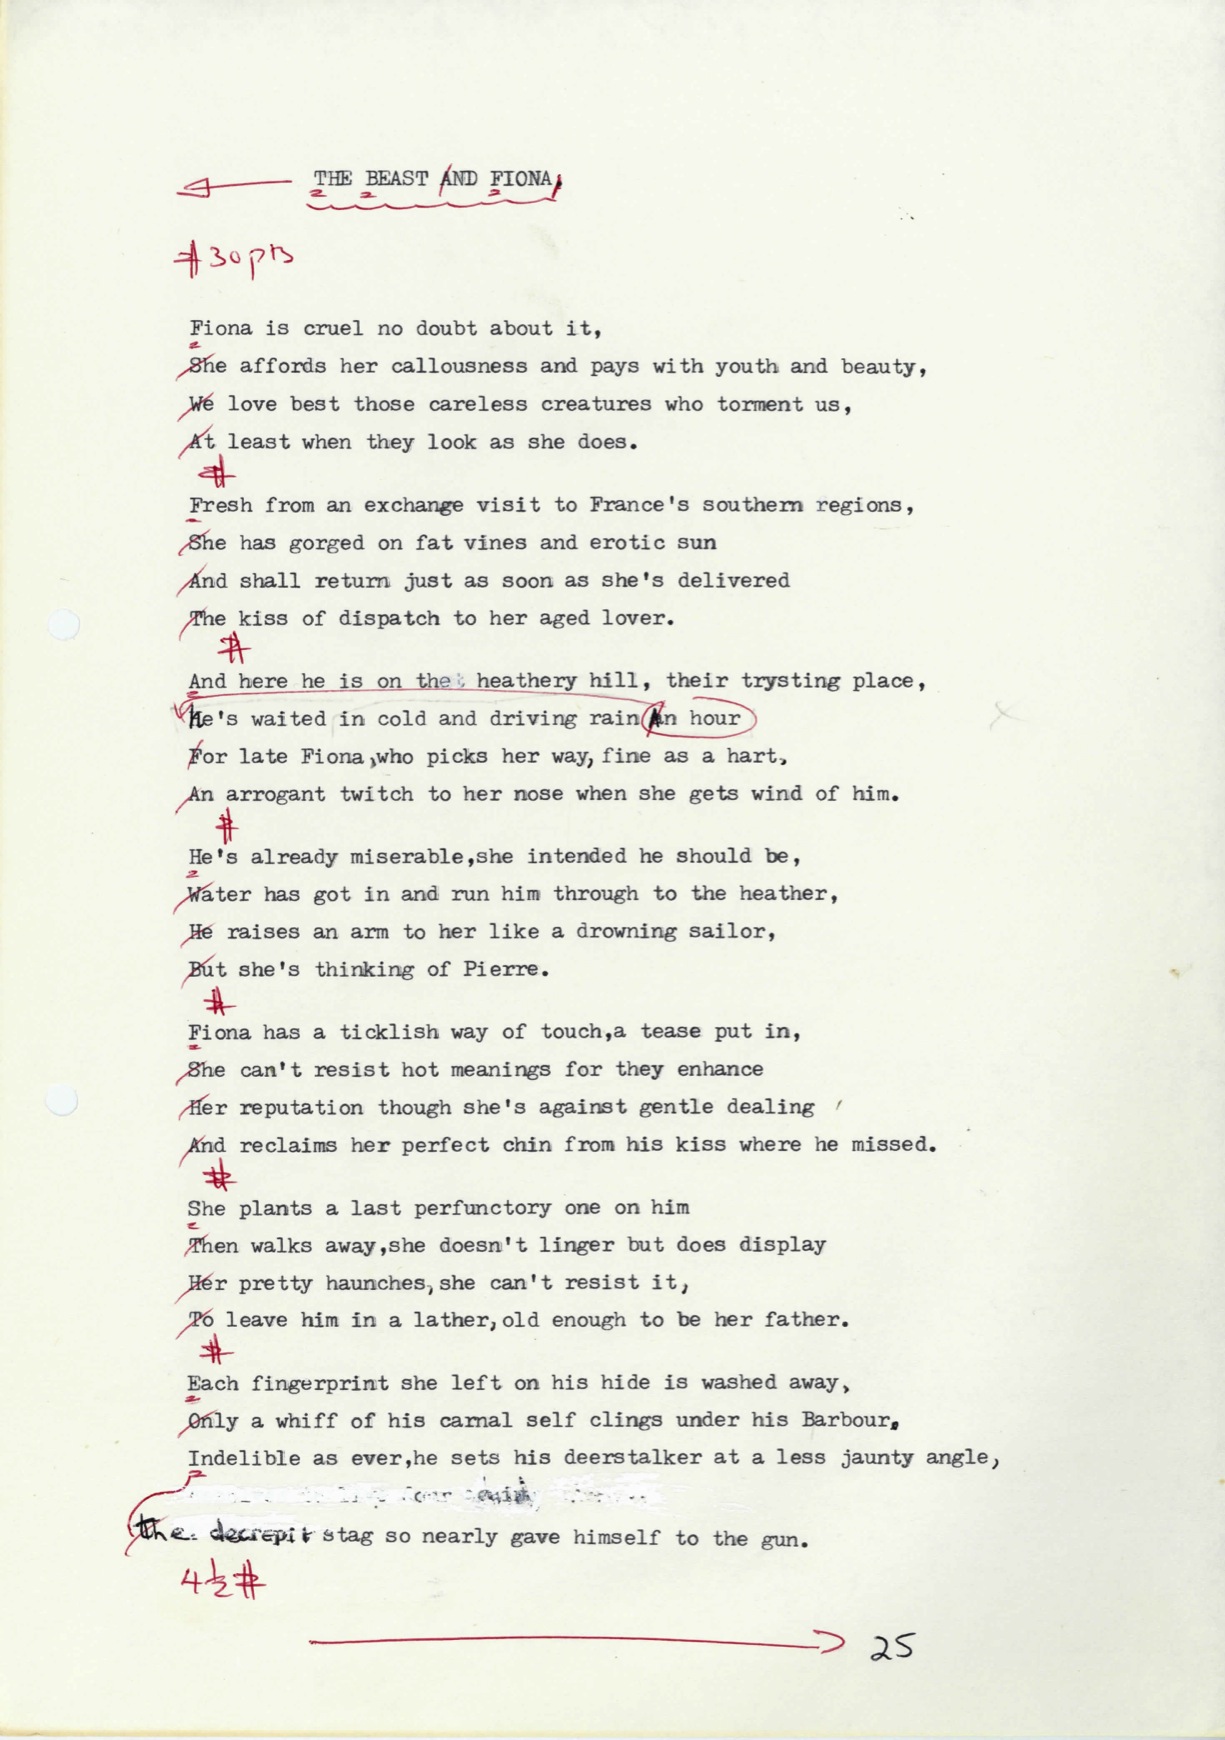 THE BEAST AND FIONA
# 30 pts
Fiona is cruel no doubt about it,
She affords her callousness and pays with youth and beauty,
We love best those careless creatures who torment us,
At least when they look as she does.
#
Fresh from an exchange visit to France's southern regions,
She has gorged on fat vines and erotic sun
And shall return just as soon as she's delivered
The kiss of dispatch to her aged lover.
#
And here he is on the heathery hill, their trysting place,
He's waited in cold and driving rain An hour
For late Fiona,who picks her way, fine as a hart,
An arrogant twitch to her nose when she gets wind of him.
#
He's already miserable,she intended he should be,
Water has got in and run him through to the heather,
He raises an arm to her like a drowning sailor,
But she's thinking of Pierre.
#
Fiona has a ticklish way of touch,a tease put in,
She can't resist hot meanings for they enhance
Her reputation though she's against gentle dealing
And reclaims her perfect chin from his kiss where he missed.
#
She plants a last perfunctory one on him
Then walks away,she doesn't linger but does display
Her pretty haunches, she can't resist it,
To leave him in a lather, old enough to be her father.
#
Each fingerprint she left on his hide is washed away,
Only a whiff of his carnal self clings under his Barbour,
Indelible as ever,he sets his deerstalker at a less jaunty angle,
the decrepit stag so nearly gave himself to the gun.
4½ #
25